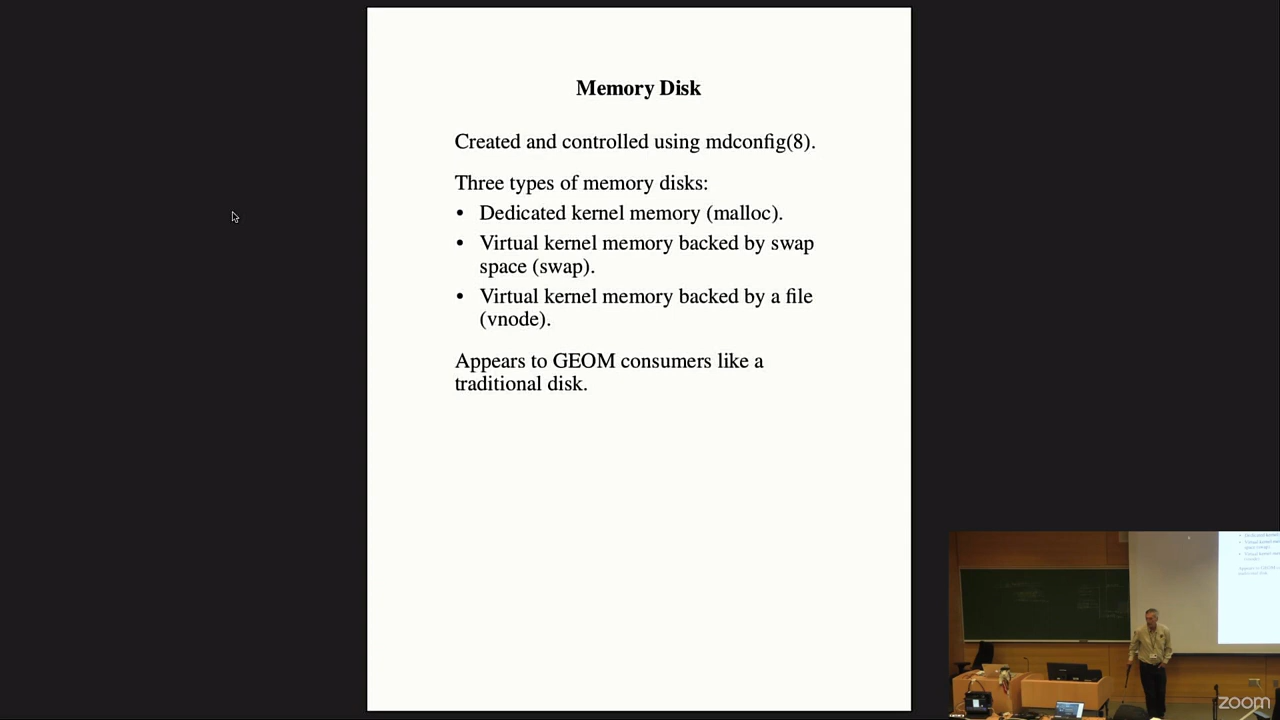 Memory Disk
Created and controlled using mdconfig(8).
Three types of memory disks:
• Dedicated kernel memory (malloc).
• Virtual kernel memory backed by swap
space (swap).
• Virtual kernel memory backed by a file
(vnode).
Appears to GEOM consumers like a
traditional disk.
zoom